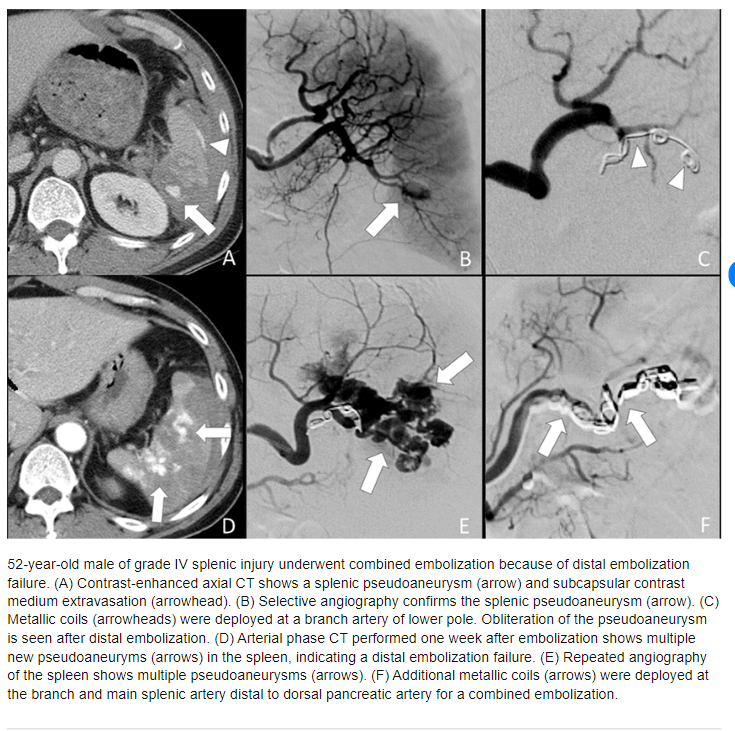 A
B
C
D
E
F
52-year-old male of grade IV splenic injury underwent combined embolization because of distal embolization
failure. (A) Contrast-enhanced axial CT shows a splenic pseudoaneurysm (arrow) and subcapsular contrast
medium extravasation (arrowhead). (B) Selective angiography confirms the splenic pseudoaneurysm (arrow). (C)
Metallic coils (arrowheads) were deployed at a branch artery of lower pole. Obliteration of the pseudoaneurysm
is seen after distal embolization. (D) Arterial phase CT performed one week after embolization shows multiple
new pseudoaneuryms (arrows) in the spleen, indicating a distal embolization failure. (E) Repeated angiography
of the spleen shows multiple pseudoaneurysms (arrows). (F) Additional metallic coils (arrows) were deployed at
the branch and main splenic artery distal to dorsal pancreatic artery for a combined embolization.